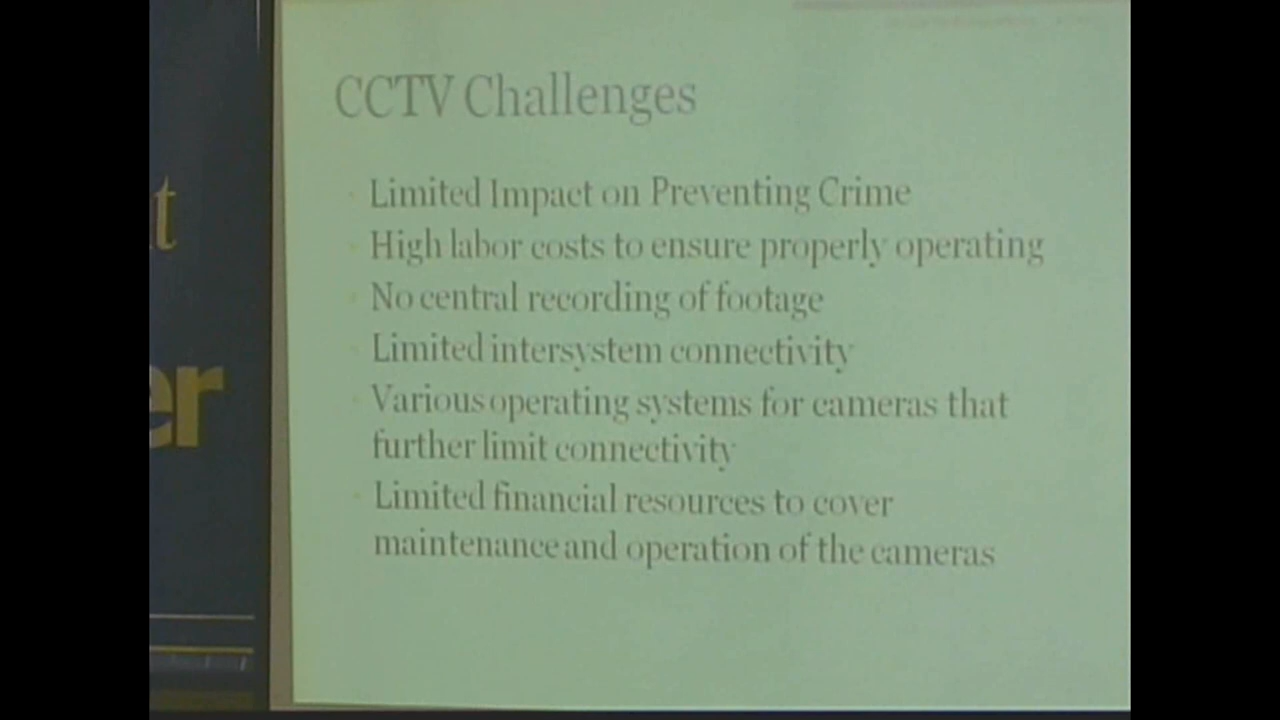 CCTV Challenges
Limited Impact on Preventing Crime
High labor costs to ensure properly operating
No central recording of footage
Limited intersystem connectivity
Various operating systems for cameras that
further limit connectivity
Limited financial resources to cover
maintenance and operation of the cameras
t
er